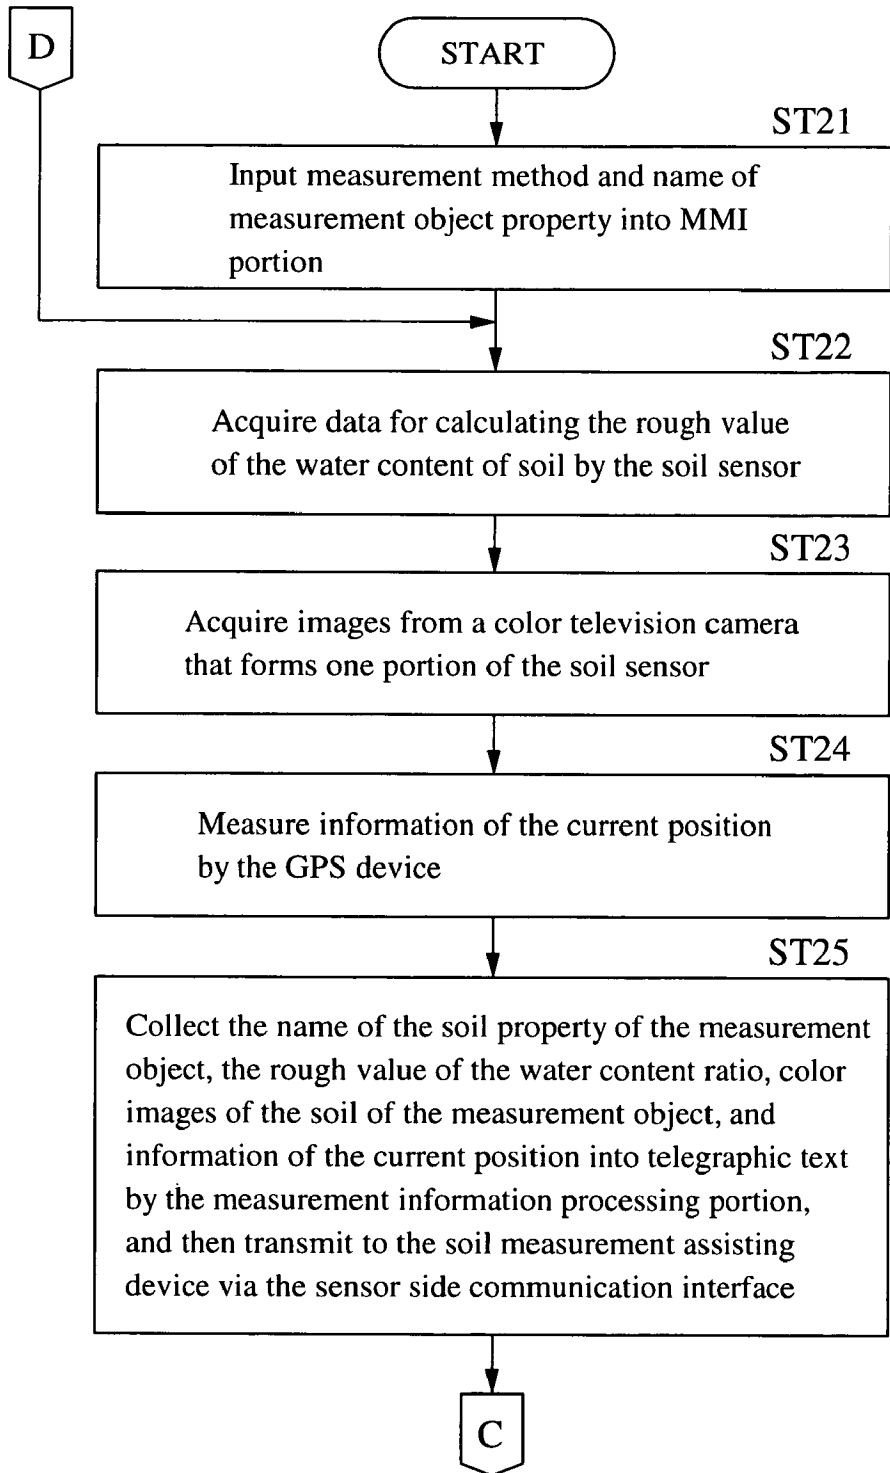 D
START
ST21
Input measurement method and name of
measurement object property into MMI
portion
ST22
Acquire data for calculating the rough value
of the water content of soil by the soil sensor
ST23
Acquire images from a color television camera
that forms one portion of the soil sensor
ST24
Measure information of the current position
by the GPS device
ST25
Collect the name of the soil property of the measurement
object, the rough value of the water content ratio, color
images of the soil of the measurement object, and
information of the current position into telegraphic text
by the measurement information processing portion,
and then transmit to the soil measurement assisting
device via the sensor side communication interface
C